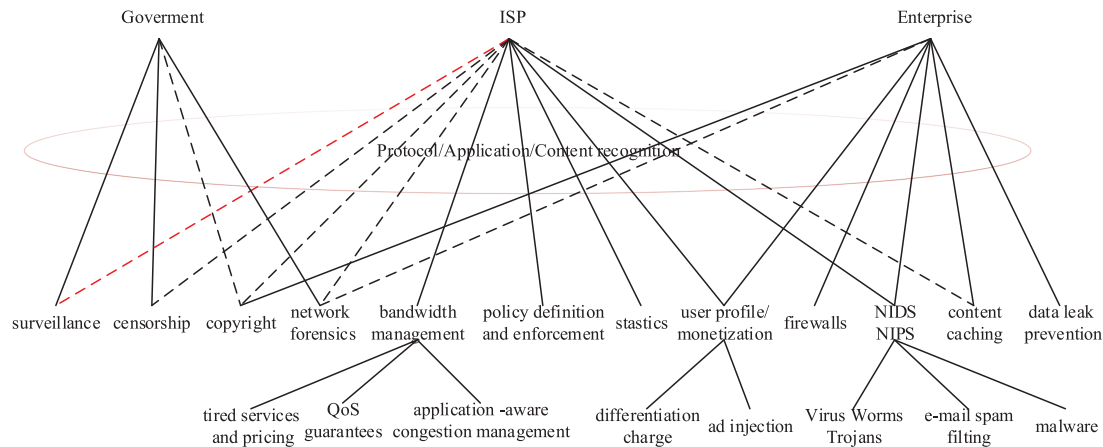 Goverment
ISP
Enterprise
Protocol/Application/Content recognition
surveillance
censorship
copyright
network
forensics
bandwidth
management
policy definition
and enforcement
stastics
user profile/
monetization
firewalls
NIDS
NIPS
content
caching
data leak
prevention
tired services
and pricing
QoS
guarantees
application -aware
congestion management
differentiation
charge
ad injection
Virus Worms
Trojans
e-mail spam
filting
malware